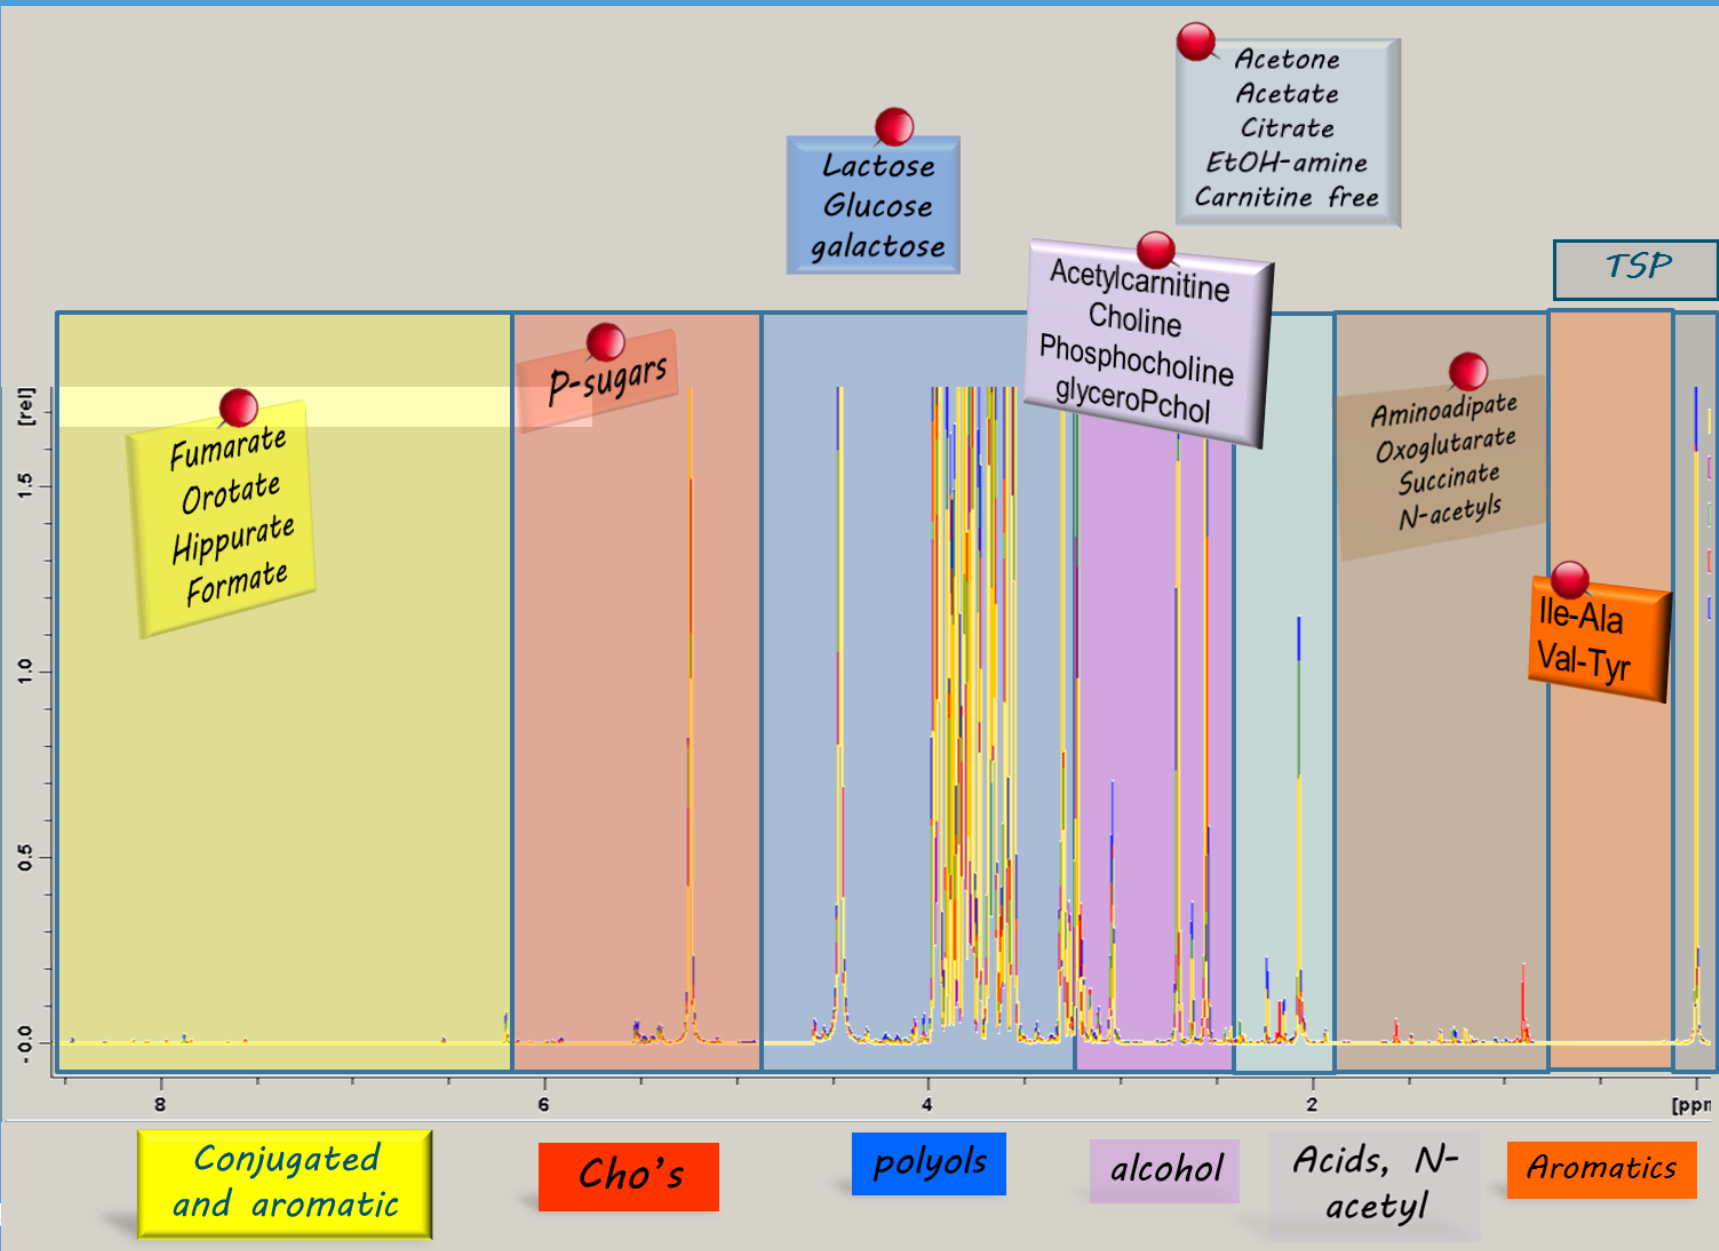 Acetone
Acetate
Citrate
EtOH-amine
Carnitine free
Lactose
Glucose
galactose
TSP
Acetylcarnitine
Choline
Phosphocholine
glyceroPchol
P-sugars
Fumarate
Orotate
Hippurate
Formate
Aminoadipate
Oxoglutarate
Succinate
N-acetyls
Ile-Ala
Val-Tyr
[rel]
1.5
1.0
0.5
-0.0
8 6 4 2 [ppm
Conjugated
and aromatic
Cho's
polyols
alcohol
Acids, N-
acetyl
Aromatics